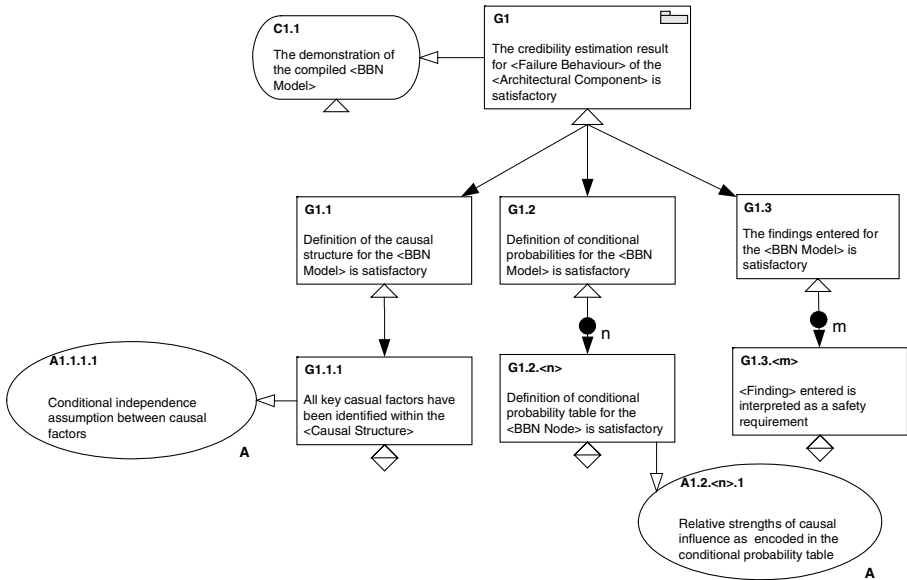 C1.1
The demonstration of
the compiled <BBN
Model>
G1
The credibility estimation result
for <Failure Behaviour> of the
<Architectural Component> is
satisfactory
G1.1
Definition of the causal
structure for the <BBN
Model> is satisfactory
G1.2
Definition of conditional
probabilities for the <BBN
Model> is satisfactory
G1.3
The findings entered for
the <BBN Model> is
satisfactory
n
m
A1.1.1.1
Conditional independence
assumption between causal
factors
A
G1.1.1
All key casual factors have
been identified within the
<Causal Structure>
G1.2.<n>
Definition of conditional
probability table for the
<BBN Node> is satisfactory
G1.3.<m>
<Finding> entered is
interpreted as a safety
requirement
A1.2.<n>.1
Relative strengths of causal
influence as encoded in the
conditional probability table
A